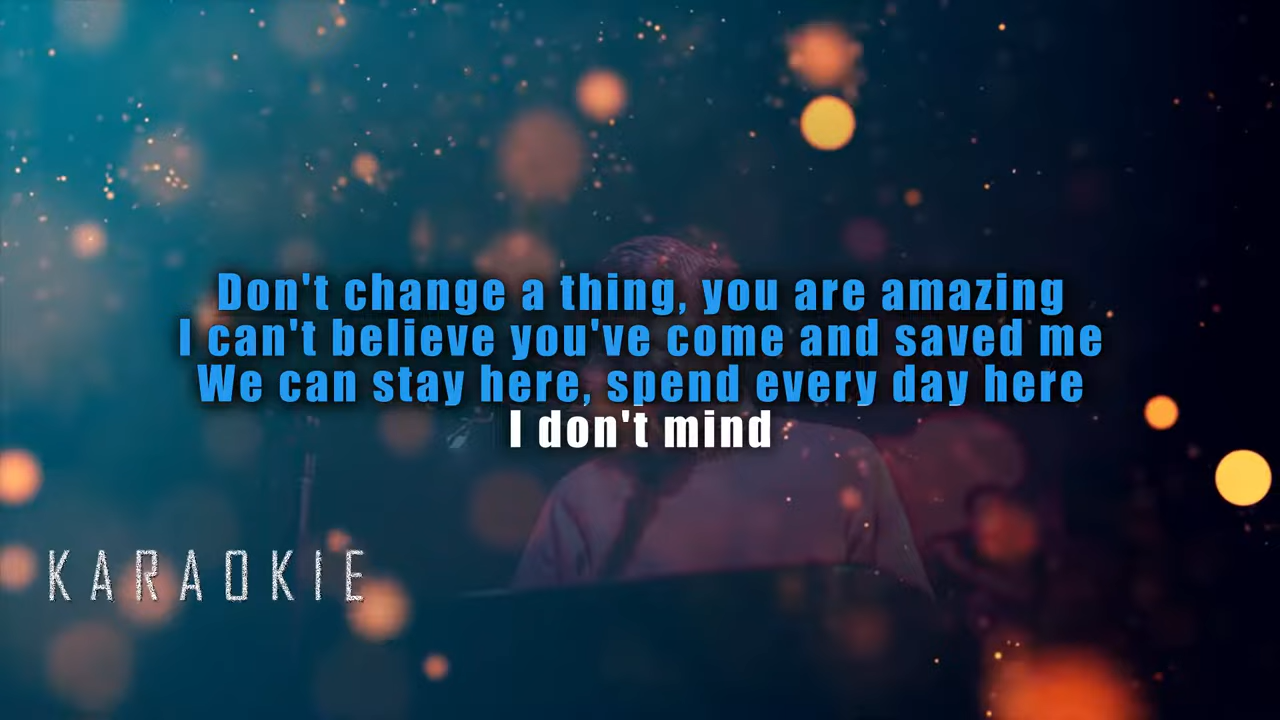 Don't change a thing, you are amazing
I can't believe you've come and saved me
We can stay here, spend every day here
I don't mind
KARAOKIE